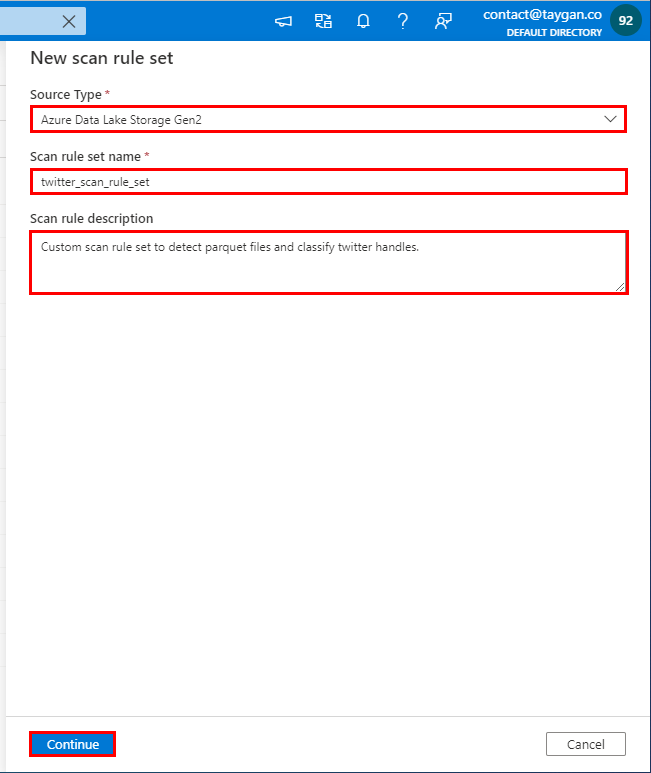 contact@taygan.co
DEFAULT DIRECTORY
92
New scan rule set
Source Type *
Azure Data Lake Storage Gen2
Scan rule set name *
twitter_scan_rule_set
Scan rule description
Custom scan rule set to detect parquet files and classify twitter handles.
Continue
Cancel